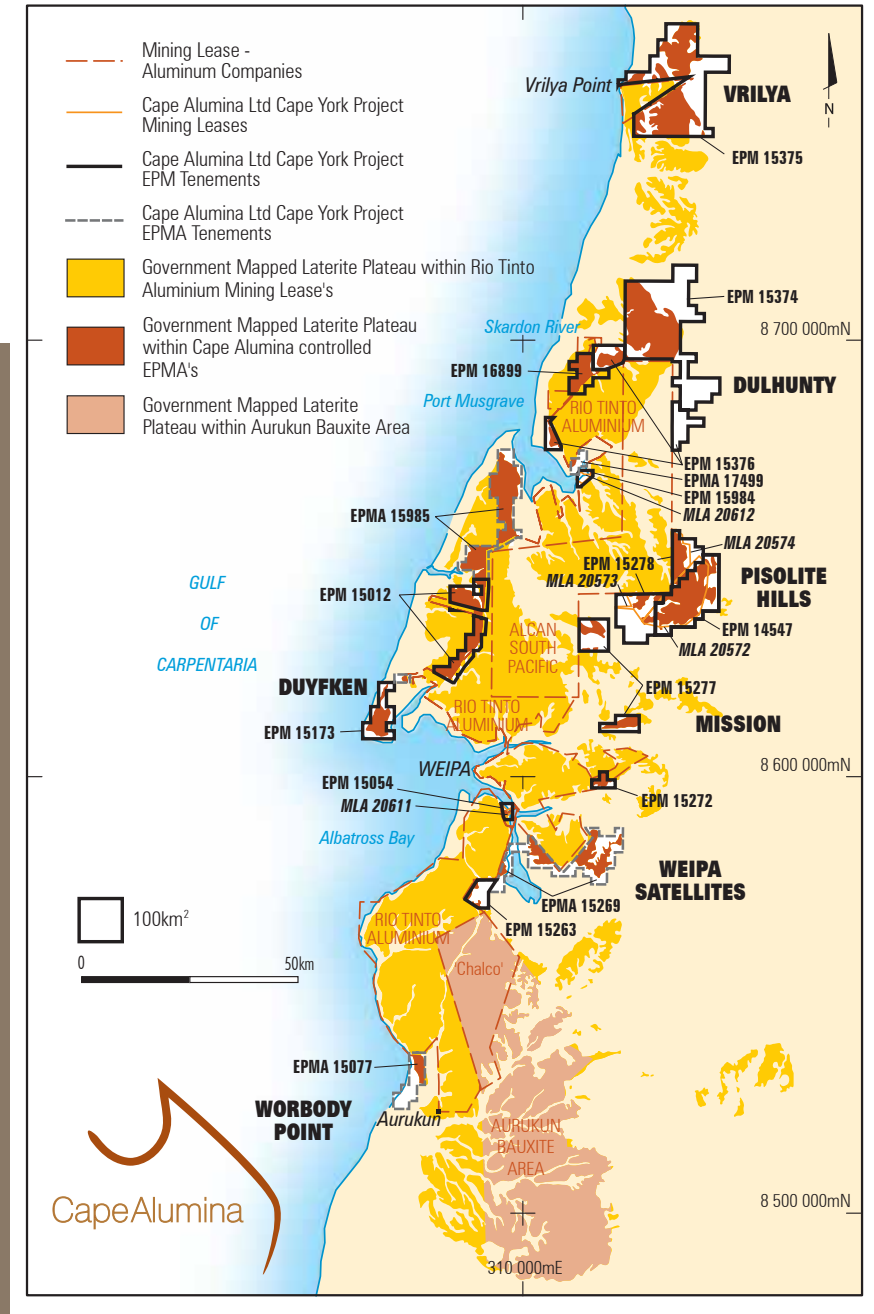 Mining Lease -
Aluminum Companies
Cape Alumina Ltd Cape York Project
Mining Leases
Cape Alumina Ltd Cape York Project
EPM Tenements
Cape Alumina Ltd Cape York Project
EPMA Tenements
Government Mapped Laterite Plateau within Rio Tinto
Aluminium Mining Lease's
Government Mapped Laterite Plateau
within Cape Alumina controlled
EPMA's
Government Mapped Laterite
Plateau within Aurukun Bauxite Area
Vrilya Point
VRILYA
N
EPM 15375
EPM 15374
Skardon River
8 700 000mN
EPM 16899
DULHUNTY
Port Musgrave
RIO TINTO
ALUMINIUM
EPM 15376
EPMA 17499
EPM 15984
MLA 20612
EPMA 15985
MLA 20574
EPM 15278
MLA 20573
PISOLITE
HILLS
GULF
OF
CARPENTARIA
EPM 15012
ALCAN
SOUTH
PACIFIC
EPM 14547
MLA 20572
DUYFKEN
EPM 15277
RIO TINTO
ALUMINIUM
MISSION
EPM 15173
WEIPA
8 600 000mN
EPM 15054
MLA 20611
EPM 15272
Albatross Bay
WEIPA
SATELLITES
EPMA 15269
EPM 15263
100km2
RIO TINTO
ALUMINIUM
0
50km
'Chalco'
EPMA 15077
WORBODY
POINT
Aurukun
AURUKUN
BAUXITE
AREA
CapeAlumina
8 500 000mN
310 000mE